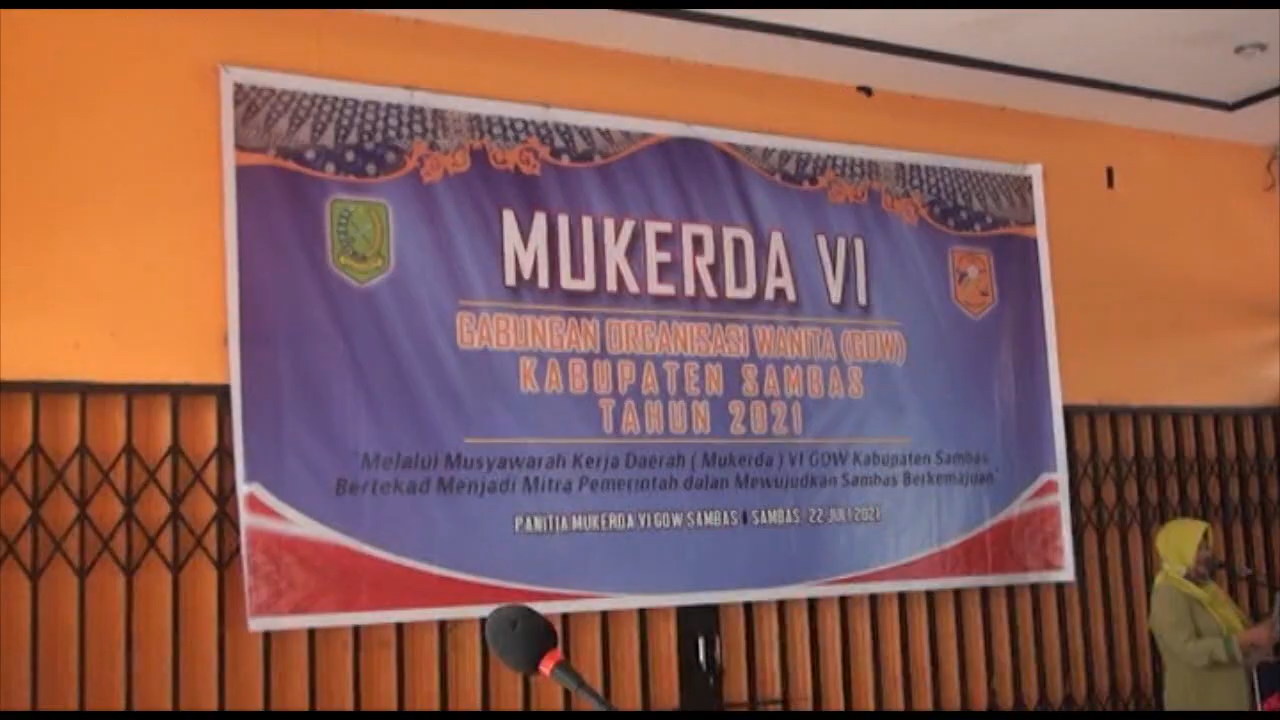 MUKERDA VI
GABUNGAN ORGANISASI WANITA (GOW)
KABUPATEN SAMBAS
TAHUN 2021
"Melalui Musyawarah Kerja Daerah ( Mukerda ) VI GOW Kabupaten Sambas
Bertekad Menjadi Mitra Pemerintah dalan Mewujudkan Sambas Berkemajuan"
PANITIA MUKERDA VI GOW SAMBAS SAMBAS, 22 JULI 2021